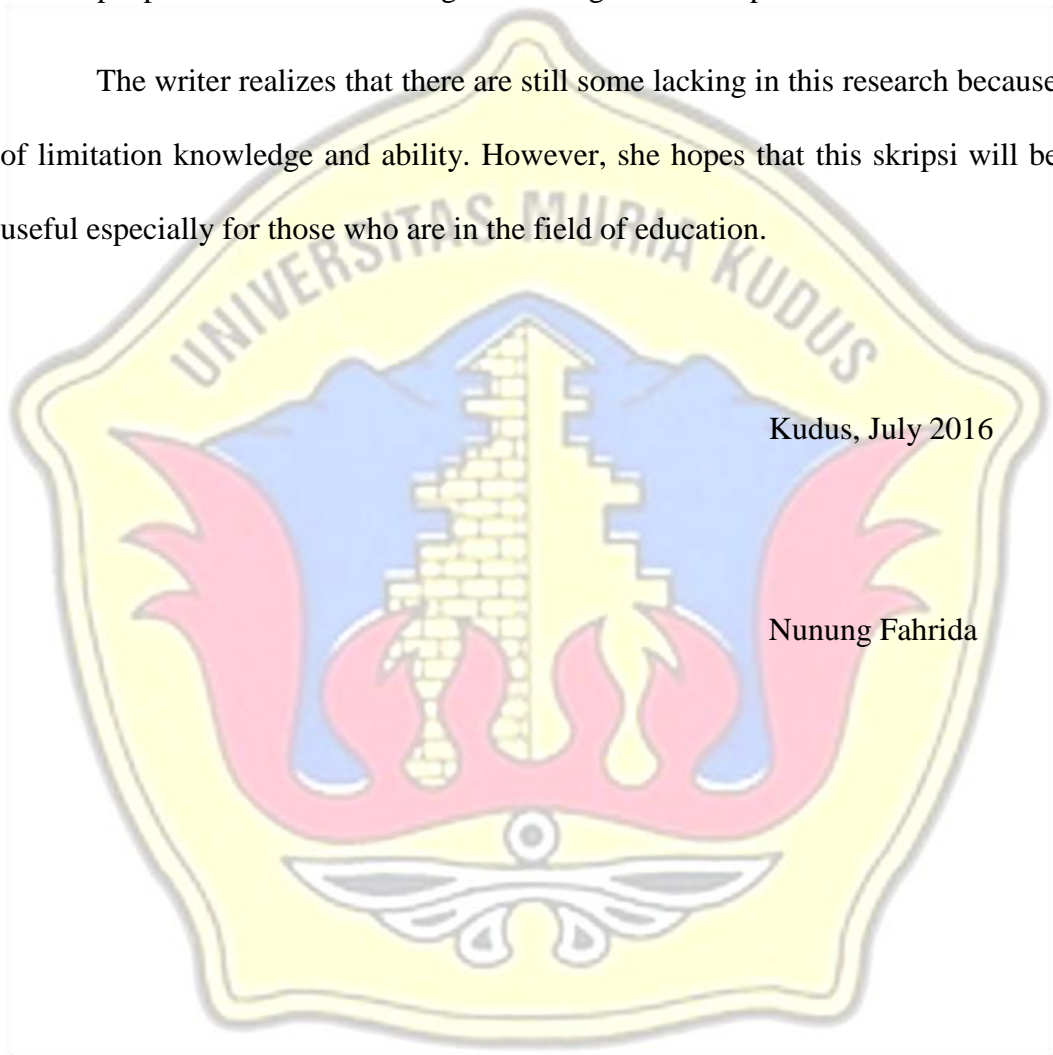 The writer realizes that there are still some lacking in this research because
of limitation knowledge and ability. However, she hopes that this skripsi will be
useful especially for those who are in the field of education.
UNIVERSITAS MURIA KUDUS
Kudus, July 2016
Nunung Fahrida